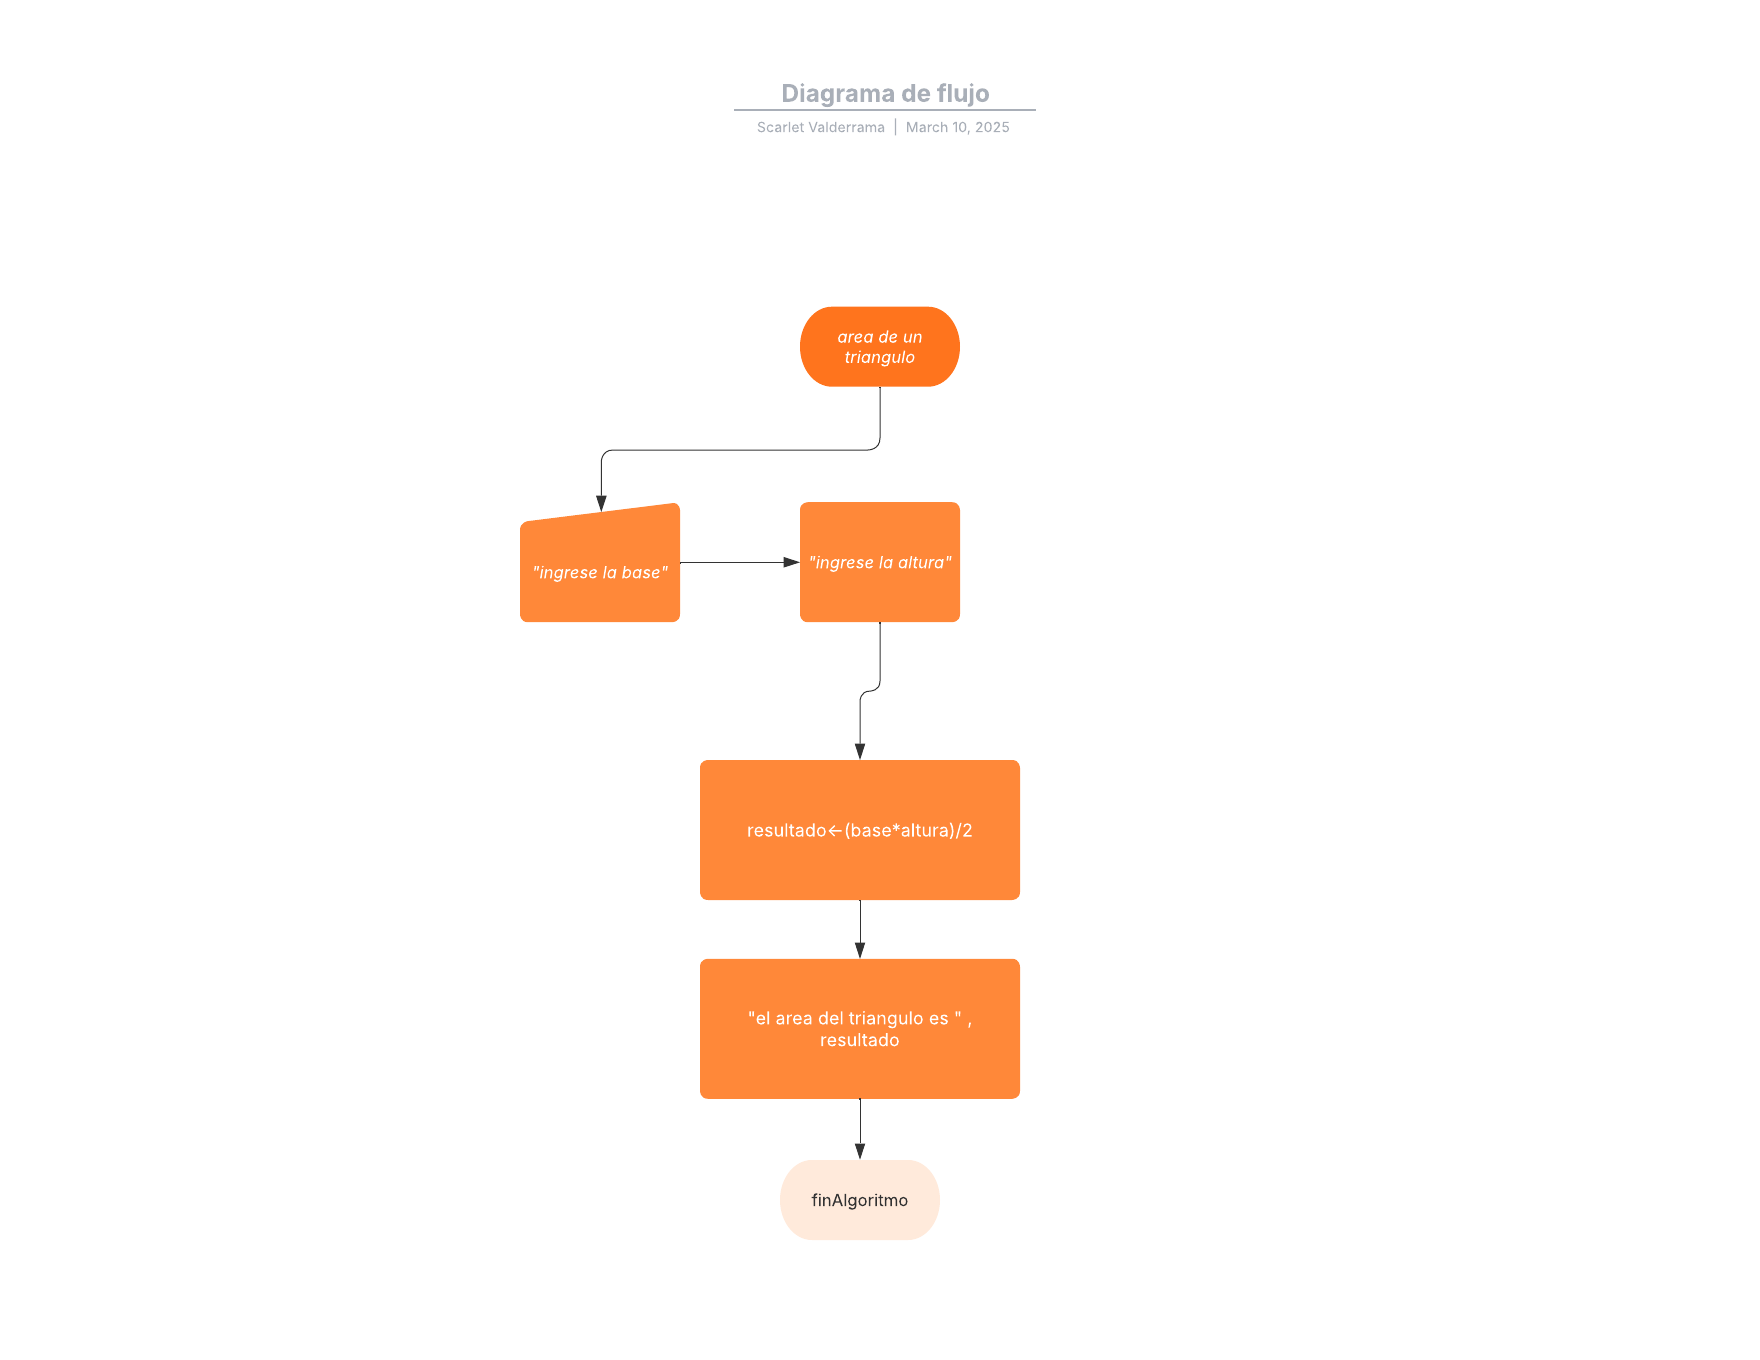 Diagrama de flujo
Scarlet Valderrama | March 10, 2025
area de un
triangulo
"ingrese la base"
"ingrese la altura"
resultado←(base*altura)/2
"el area del triangulo es " ,
resultado
finAlgoritmo